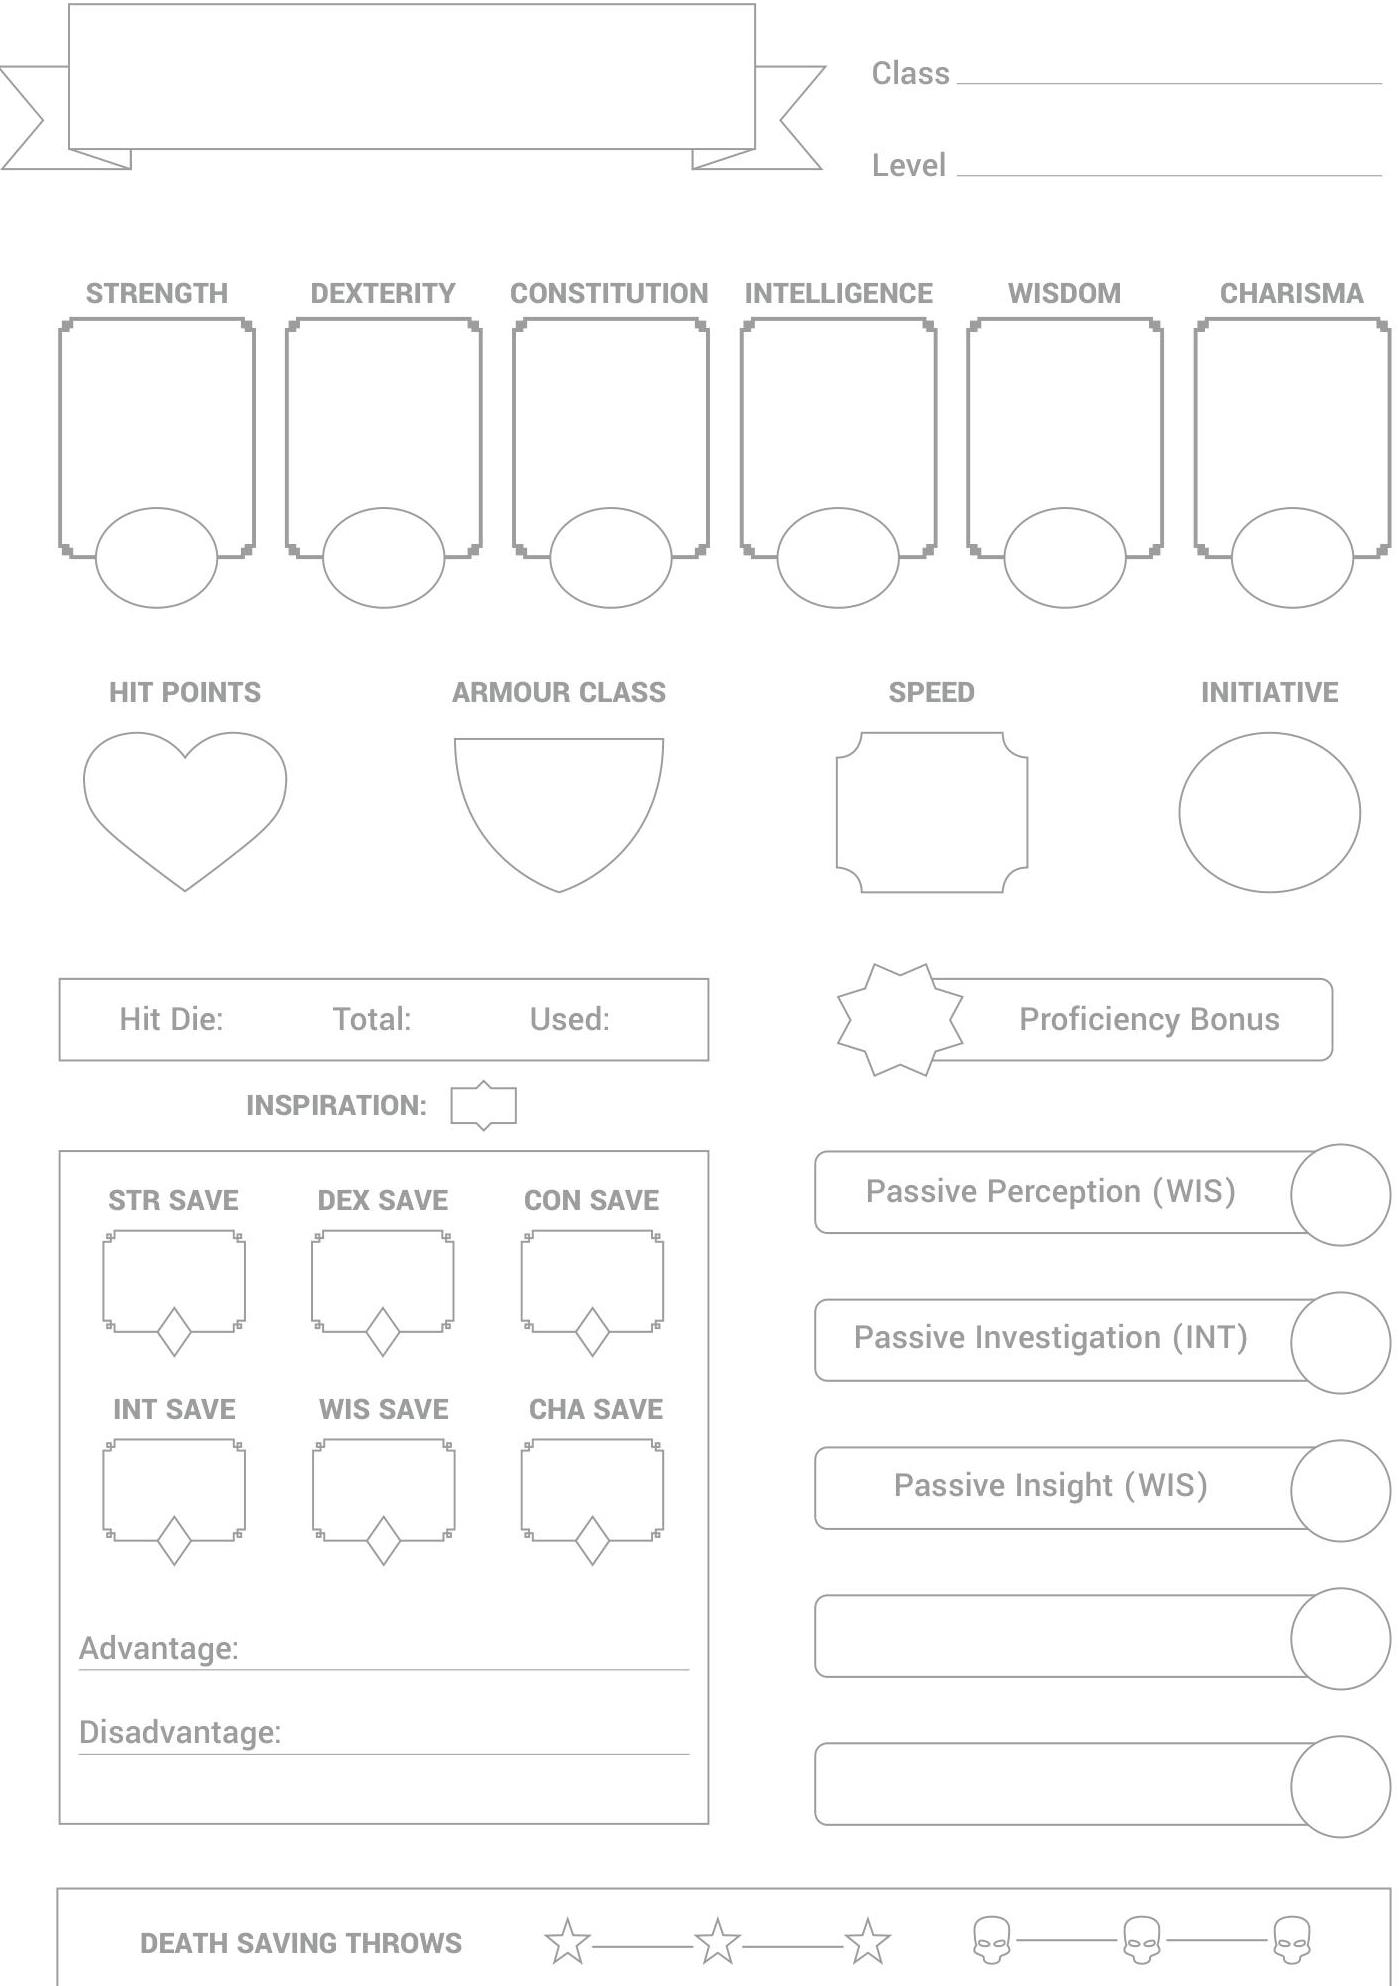 Class
Level
STRENGTH DEXTERITY CONSTITUTION INTELLIGENCE WISDOM CHARISMA
HIT POINTS ARMOUR CLASS SPEED INITIATIVE
Hit Die: Total: Used:
Proficiency Bonus
INSPIRATION:
STR SAVE DEX SAVE CON SAVE
INT SAVE WIS SAVE CHA SAVE
Advantage:
Disadvantage:
Passive Perception (WIS)
Passive Investigation (INT)
Passive Insight (WIS)
DEATH SAVING THROWS